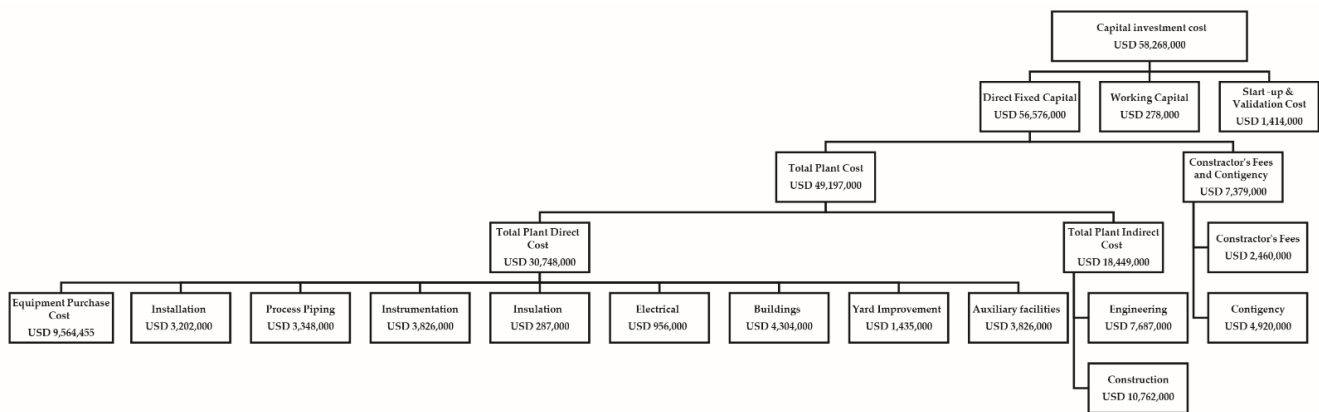 Capital investment cost
USD 58,268,000
Direct Fixed Capital
USD 56,576,000
Working Capital
USD 278,000
Start-up &
Validation Cost
USD 1,414,000
Total Plant Cost
USD 49,197,000
Constractor's Fees
and Contigency
USD 7,379,000
Total Plant Direct
Cost
USD 30,748,000
Total Plant Indirect
Cost
USD 18,449,000
Constractor's Fees
USD 2,460,000
Equipment Purchase
Cost
USD 9,564,455
Installation
USD 3,202,000
Process Piping
USD 3,348,000
Instrumentation
USD 3,826,000
Insulation
USD 287,000
Electrical
USD 956,000
Buildings
USD 4,304,000
Yard Improvement
USD 1,435,000
Auxiliary facilities
USD 3,826,000
Engineering
USD 7,687,000
Contigency
USD 4,920,000
Construction
USD 10,762,000